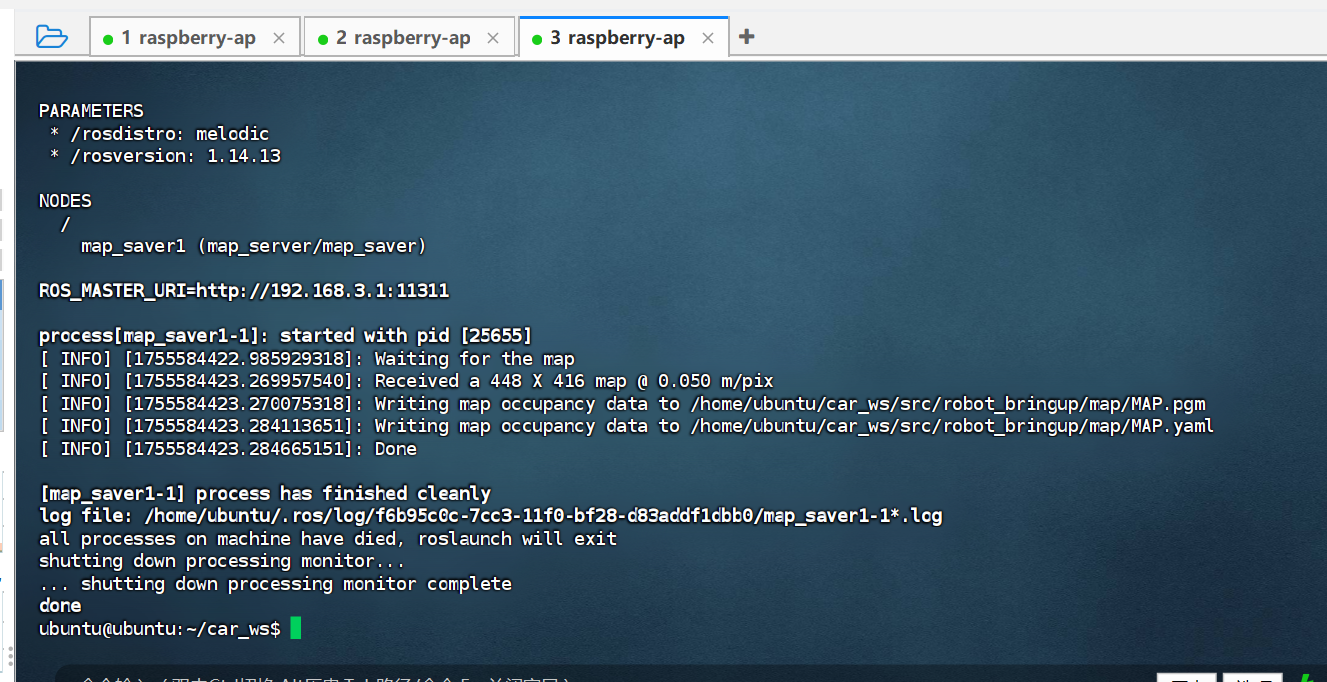 1 raspberry-ap × 2 raspberry-ap × 3 raspberry-ap × +
PARAMETERS
* /rosdistro: melodic
* /rosversion: 1.14.13
NODES
/
map_saver1 (map_server/map_saver)
ROS_MASTER_URI=http://192.168.3.1:11311
process[map_saver1-1]: started with pid [25655]
[ INFO] [1755584422.985929318]: Waiting for the map
[ INFO] [1755584423.269957540]: Received a 448 X 416 map @ 0.050 m/pix
[ INFO] [1755584423.270075318]: Writing map occupancy data to /home/ubuntu/car_ws/src/robot_bringup/map/MAP.pgm
[ INFO] [1755584423.284113651]: Writing map occupancy data to /home/ubuntu/car_ws/src/robot_bringup/map/MAP.yaml
[ INFO] [1755584423.284665151]: Done
[map_saver1-1] process has finished cleanly
log file: /home/ubuntu/.ros/log/f6b95c0c-7cc3-11f0-bf28-d83addf1dbb0/map_saver1-1*.log
all processes on machine have died, roslaunch will exit
shutting down processing monitor...
... shutting down processing monitor complete
done
ubuntu@ubuntu:~/car_ws$